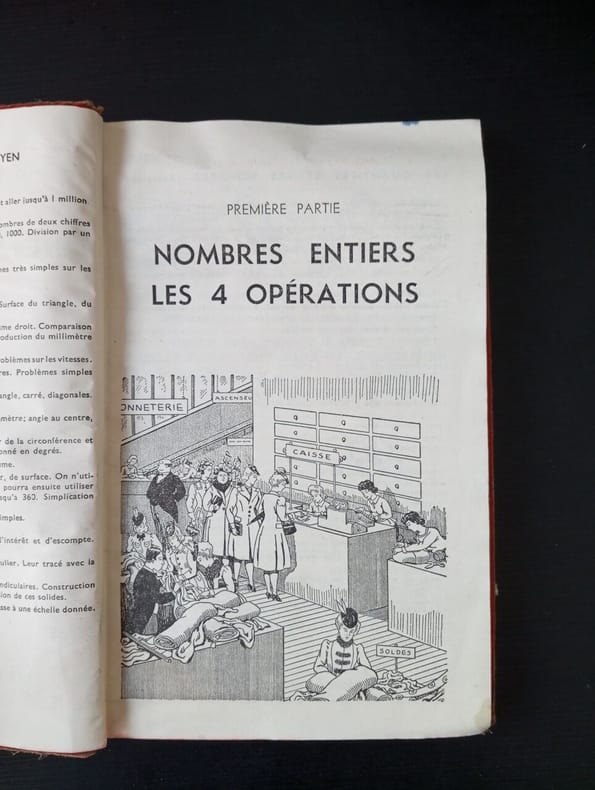 YEN
t aller jusqu'à 1 million
ombres de deux chiffres
, 1000. Division par un
nes très simples sur les
Surface du triangle, du
me droit. Comparaison
oduction du millimètre
oblèmes sur les vitesses.
res. Problèmes simples
angle, carré, diagonales.
mètre; angle au centre,
r de la circonférence et
onné en degrés.
me.
r, de surface. On n'uti-
pourra ensuite utiliser
squ'à 360. Simplication
imples.
l'intérêt et d'escompte.
ulier. Leur tracé avec la
ndiculaires. Construction
sion de ces solides.
sse à une échelle donnée.
PREMIÈRE PARTIE
NOMBRES ENTIERS
LES 4 OPÉRATIONS
ASCENSEU
ONNETERIE
CAISSE
SOLDES